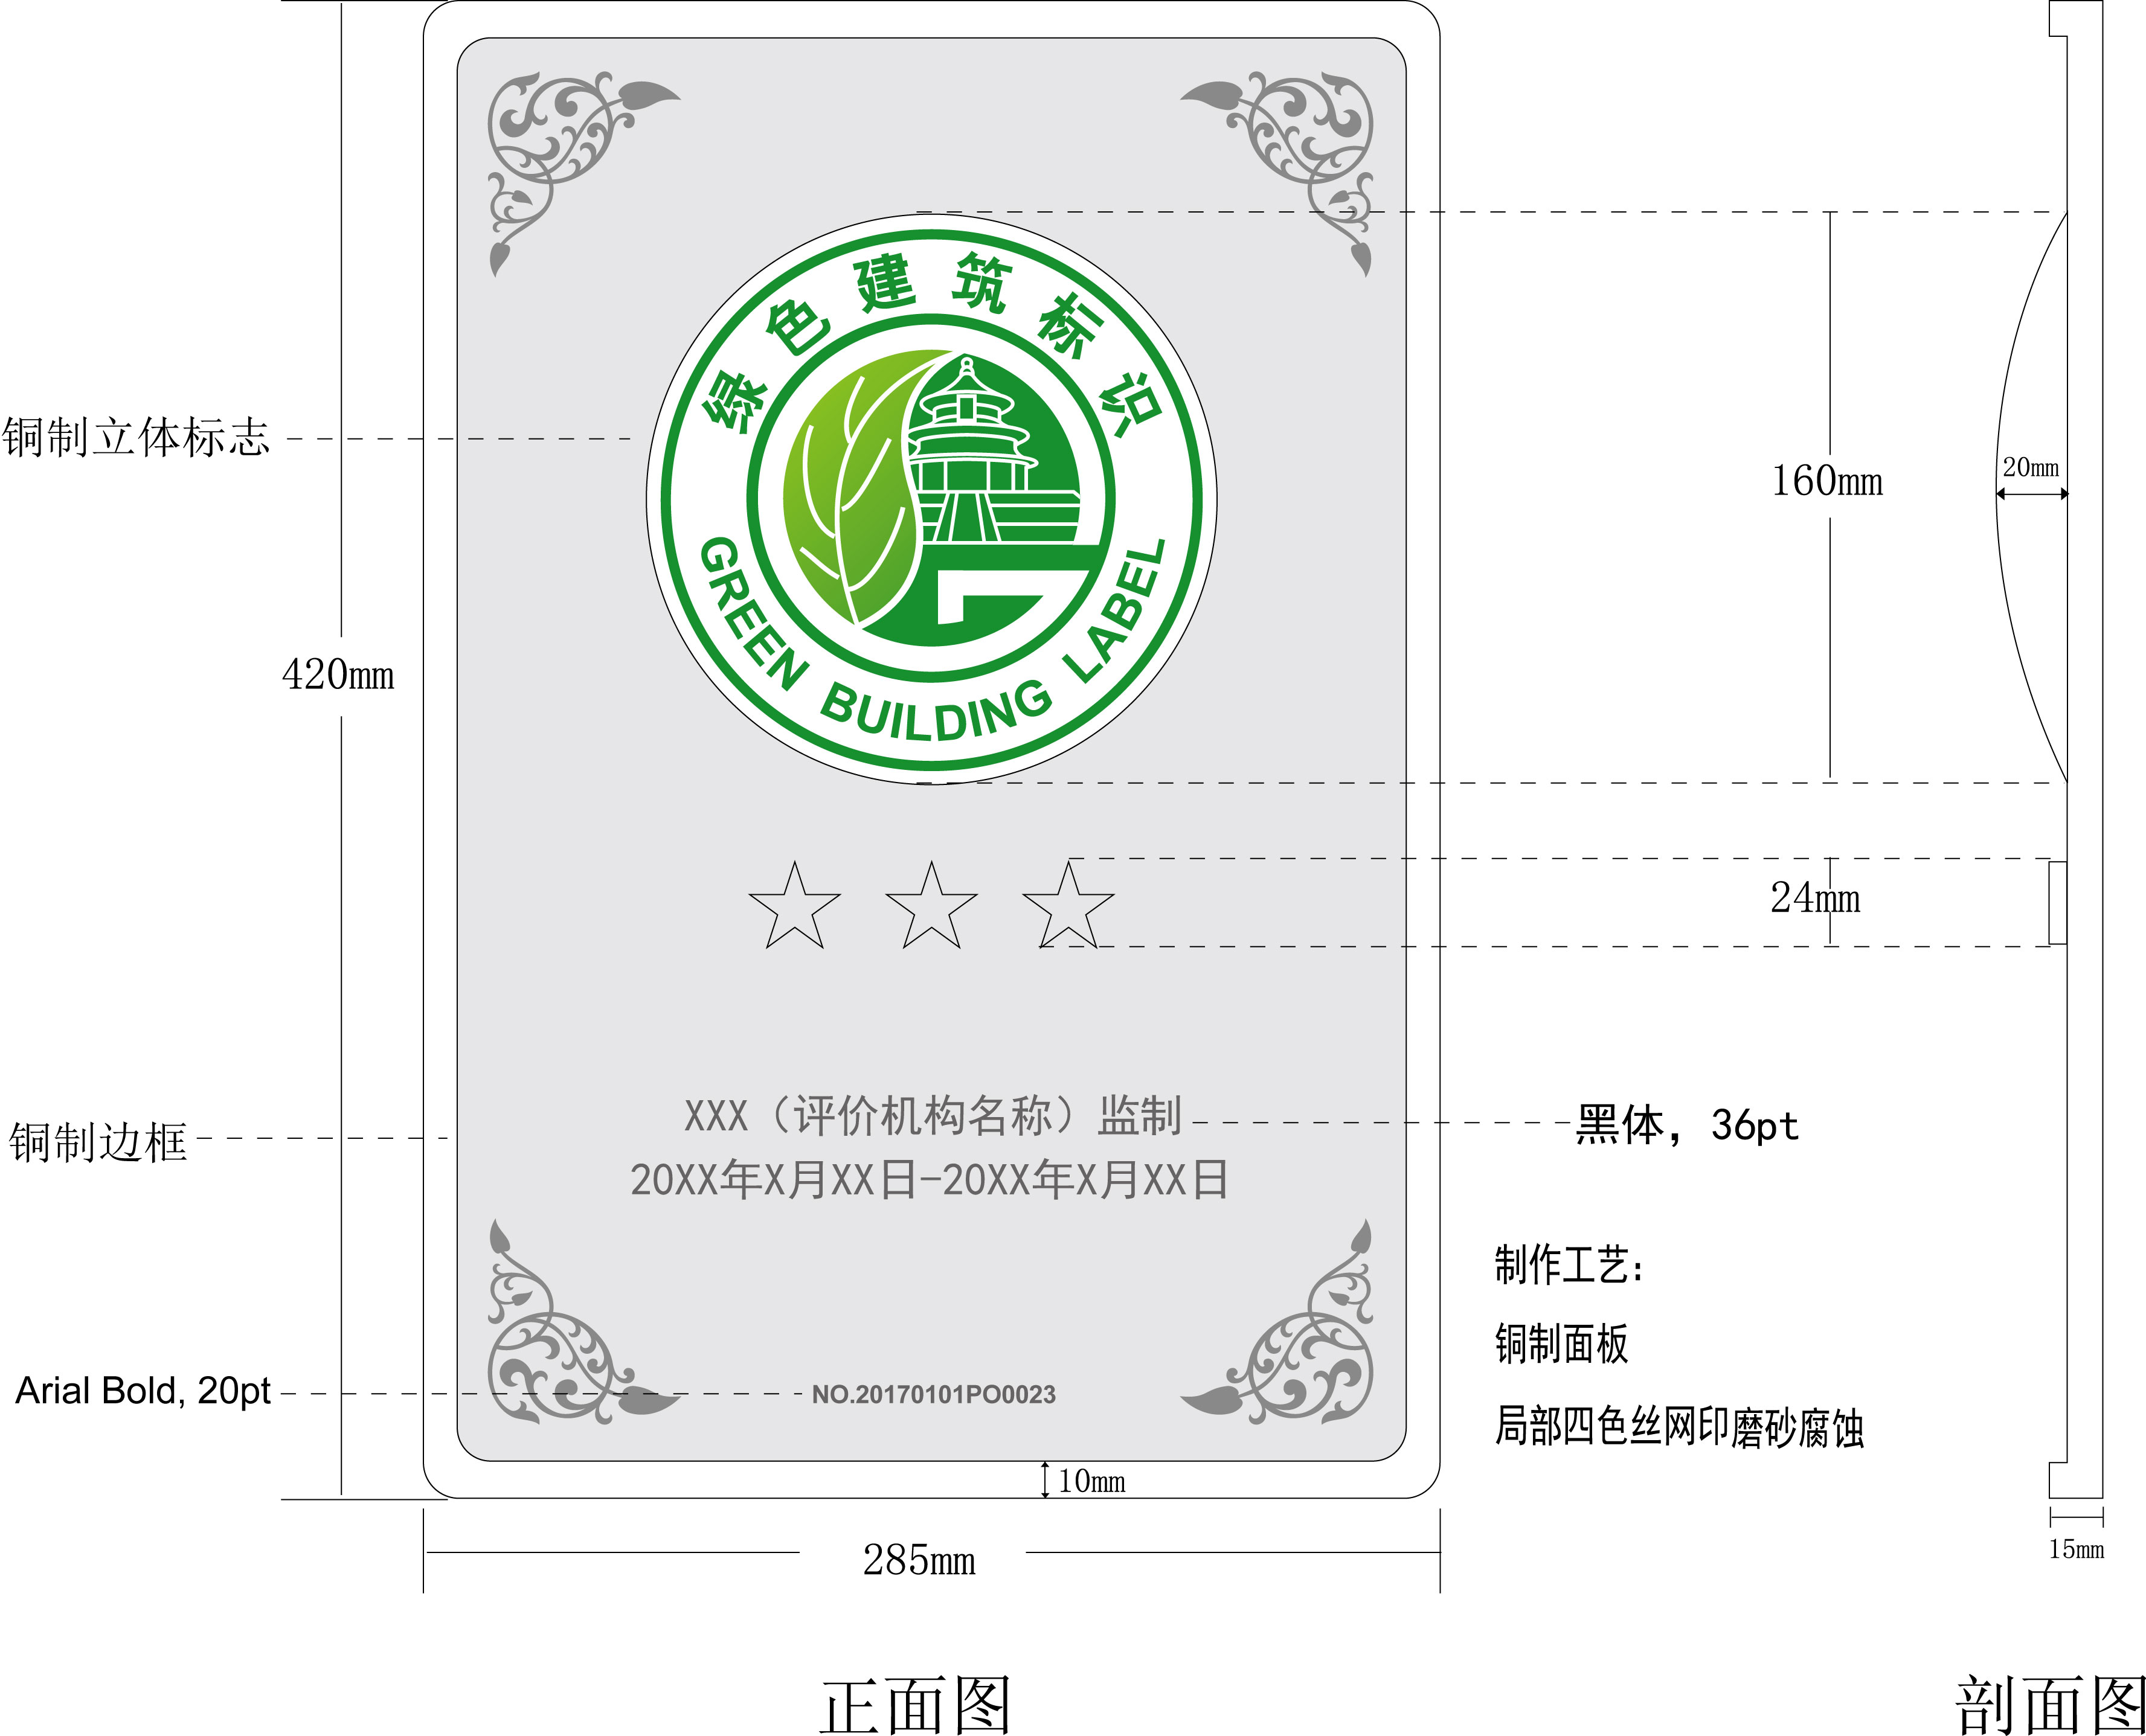 绿色建筑标识
GREEN BUILDING LABEL
铜制立体标志
160mm
20mm
420mm
24mm
XXX（评价机构名称）监制
黑体，36pt
铜制边框
20XX年X月XX日-20XX年X月XX日
制作工艺：
铜制面板
Arial Bold, 20pt
NO.20170101PO0023
局部四色丝网印磨砂腐蚀
10mm
285mm
15mm
正面图
剖面图